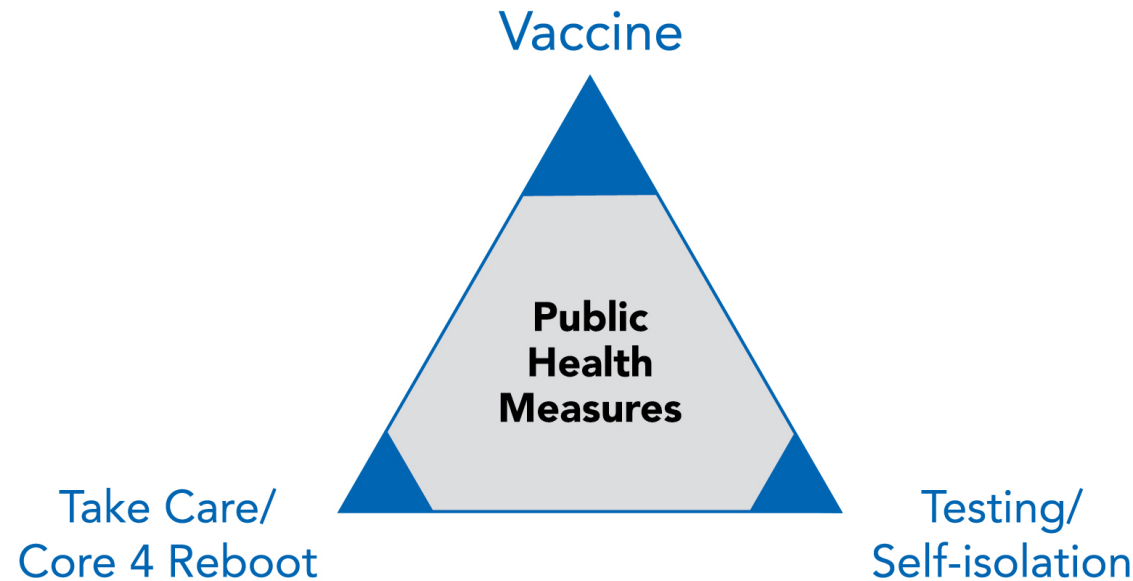 Vaccine
Public
Health
Measures
Take Care/
Core 4 Reboot
Testing/
Self-isolation